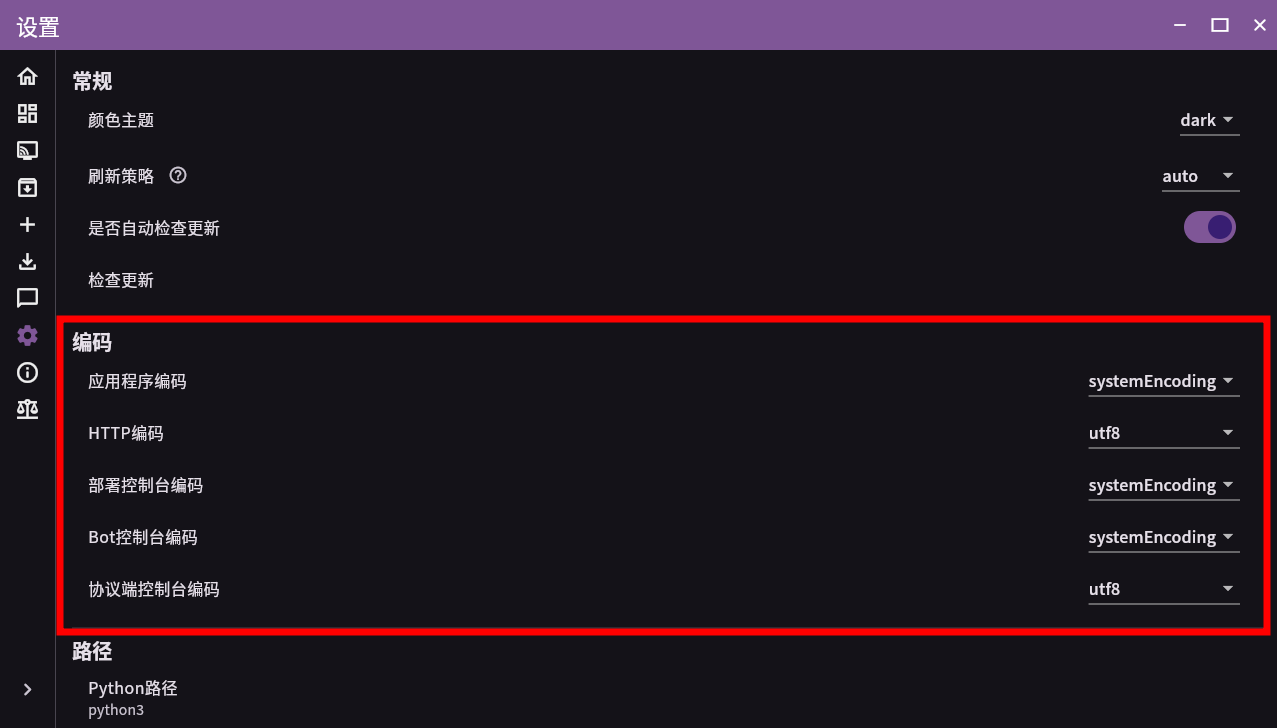 设置
常规
颜色主题
dark
刷新策略
auto
是否自动检查更新
检查更新
编码
应用程序编码
systemEncoding
HTTP编码
utf8
部署控制台编码
systemEncoding
Bot控制台编码
systemEncoding
协议端控制台编码
utf8
路径
Python路径
python3